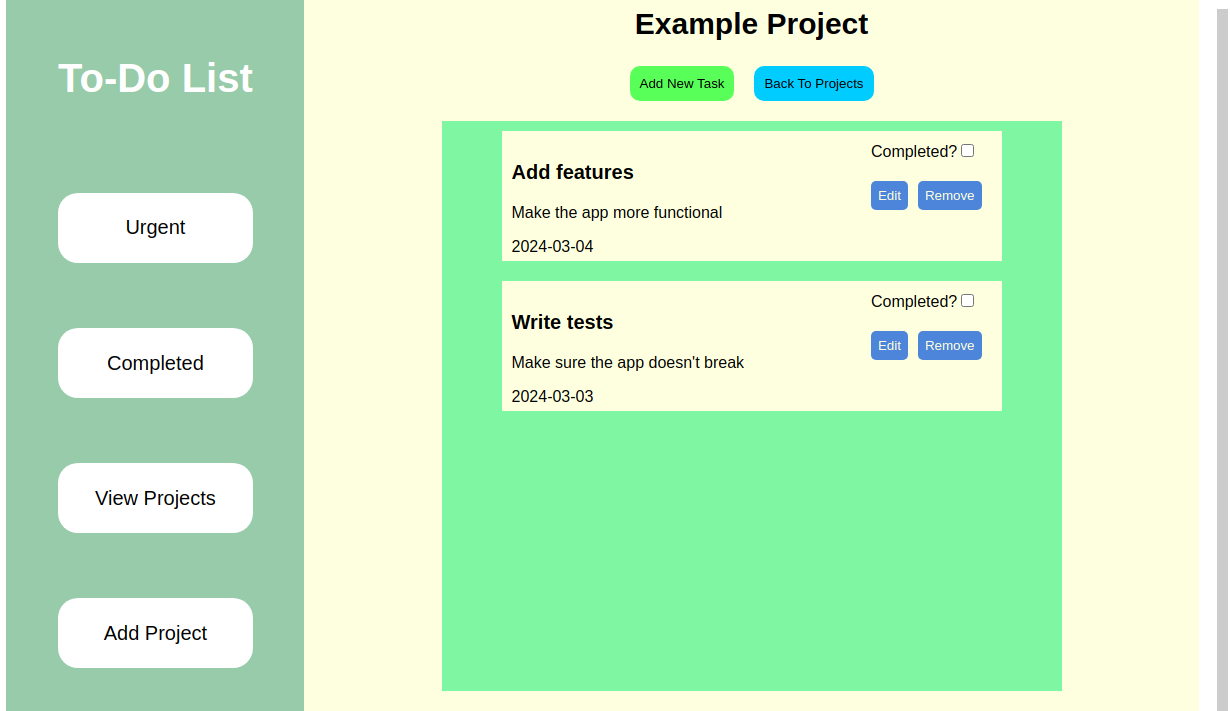 To-Do List
Urgent
Completed
View Projects
Add Project
Example Project
Add New Task
Back To Projects
Add features
Make the app more functional
2024-03-04
Completed?
Edit Remove
Write tests
Make sure the app doesn't break
2024-03-03
Completed?
Edit Remove